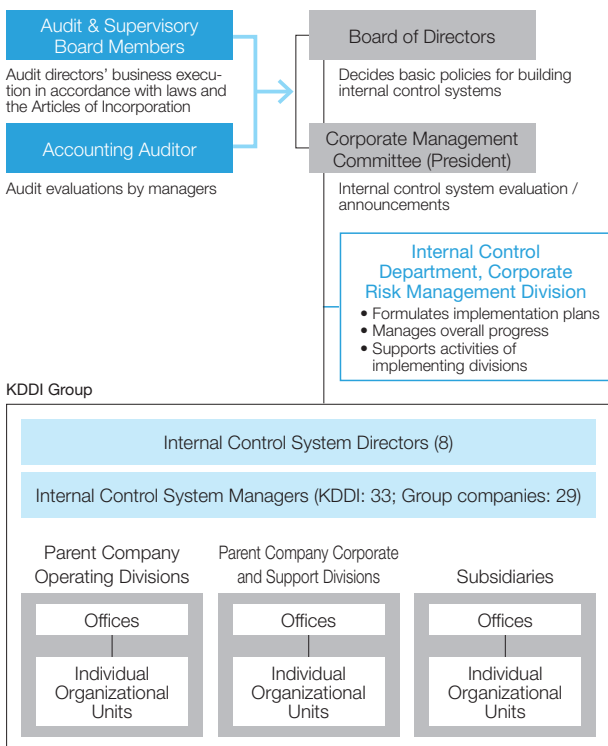 Audit & Supervisory
Board Members
Audit directors' business execu-
tion in accordance with laws and
the Articles of Incorporation
Accounting Auditor
Audit evaluations by managers
Board of Directors
Decides basic policies for building
internal control systems
Corporate Management
Committee (President)
Internal control system evaluation /
announcements
Internal Control
Department, Corporate
Risk Management Division
• Formulates implementation plans
• Manages overall progress
• Supports activities of
implementing divisions
KDDI Group
Internal Control System Directors (8)
Internal Control System Managers (KDDI: 33; Group companies: 29)
Parent Company
Operating Divisions
Offices
Individual
Organizational
Units
Parent Company Corporate
and Support Divisions
Offices
Individual
Organizational
Units
Subsidiaries
Offices
Individual
Organizational
Units